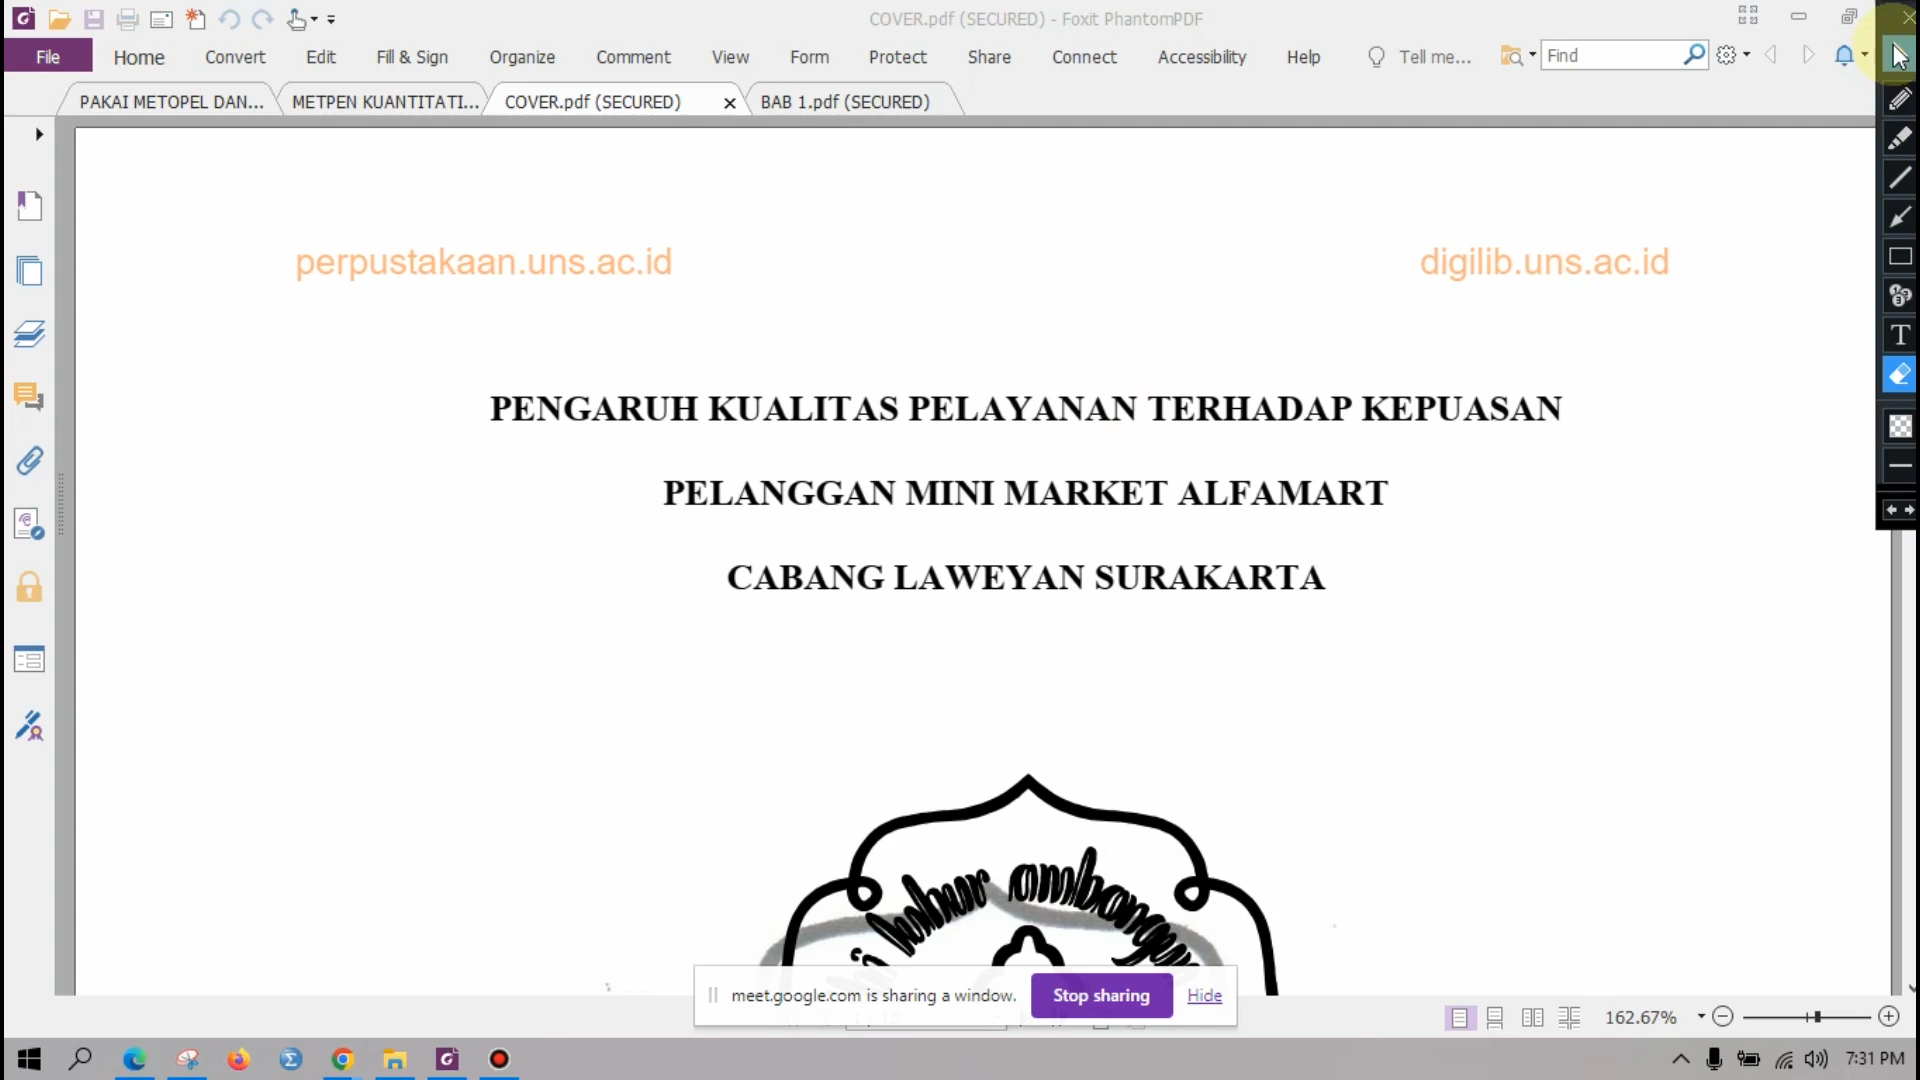 COVER.pdf (SECURED) - Foxit PhantomPDF
File Home Convert Edit Fill & Sign Organize Comment View Form Protect Share Connect Accessibility Help Tell me... Find
PAKAI METOPEL DAN... METPEN KUANTITATI... COVER.pdf (SECURED) BAB 1.pdf (SECURED)
perpustakaan.uns.ac.id digilib.uns.ac.id
PENGARUH KUALITAS PELAYANAN TERHADAP KEPUASAN
PELANGGAN MINI MARKET ALFAMART
CABANG LAWEYAN SURAKARTA
meet.google.com is sharing a window. Stop sharing Hide
162.67%
7:31 PM